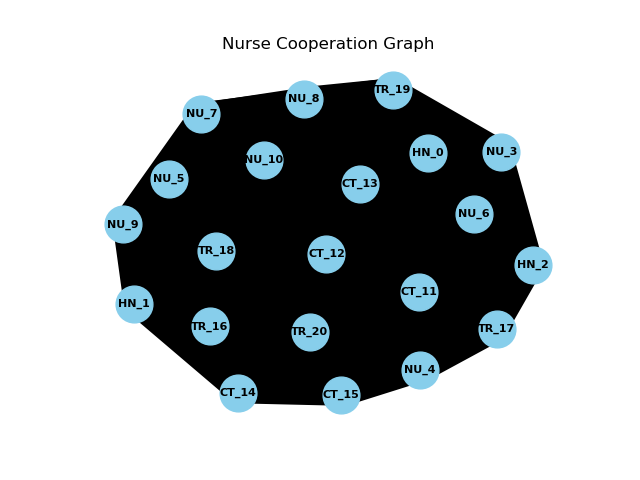 Nurse Cooperation Graph
TR_19
NU_8
NU_7
NU_3
HN_0
NU_10
NU_5
CT_13
NU_6
NU_9
TR_18
CT_12
HN_2
CT_11
HN_1
TR_16
TR_17
TR_20
NU_4
CT_14
CT_15